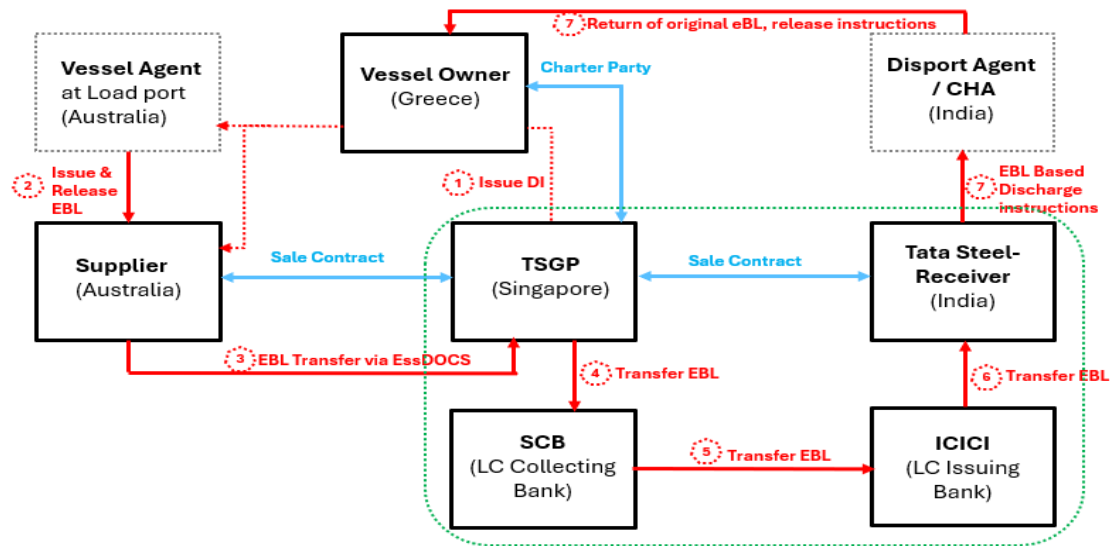 7 Return of original eBL, release instructions
Vessel Agent
at Load port
(Australia)
Vessel Owner
(Greece)
Charter Party
Disport Agent
/ CHA
(India)
2 Issue &
Release
EBL
1 Issue DI
7 EBL Based
Discharge
instructions
Supplier
(Australia)
Sale Contract
TSGP
(Singapore)
Sale Contract
Tata Steel-
Receiver
(India)
3 EBL Transfer via EssDOCS
4 Transfer EBL
6 Transfer EBL
SCB
(LC Collecting
Bank)
5 Transfer EBL
ICICI
(LC Issuing
Bank)